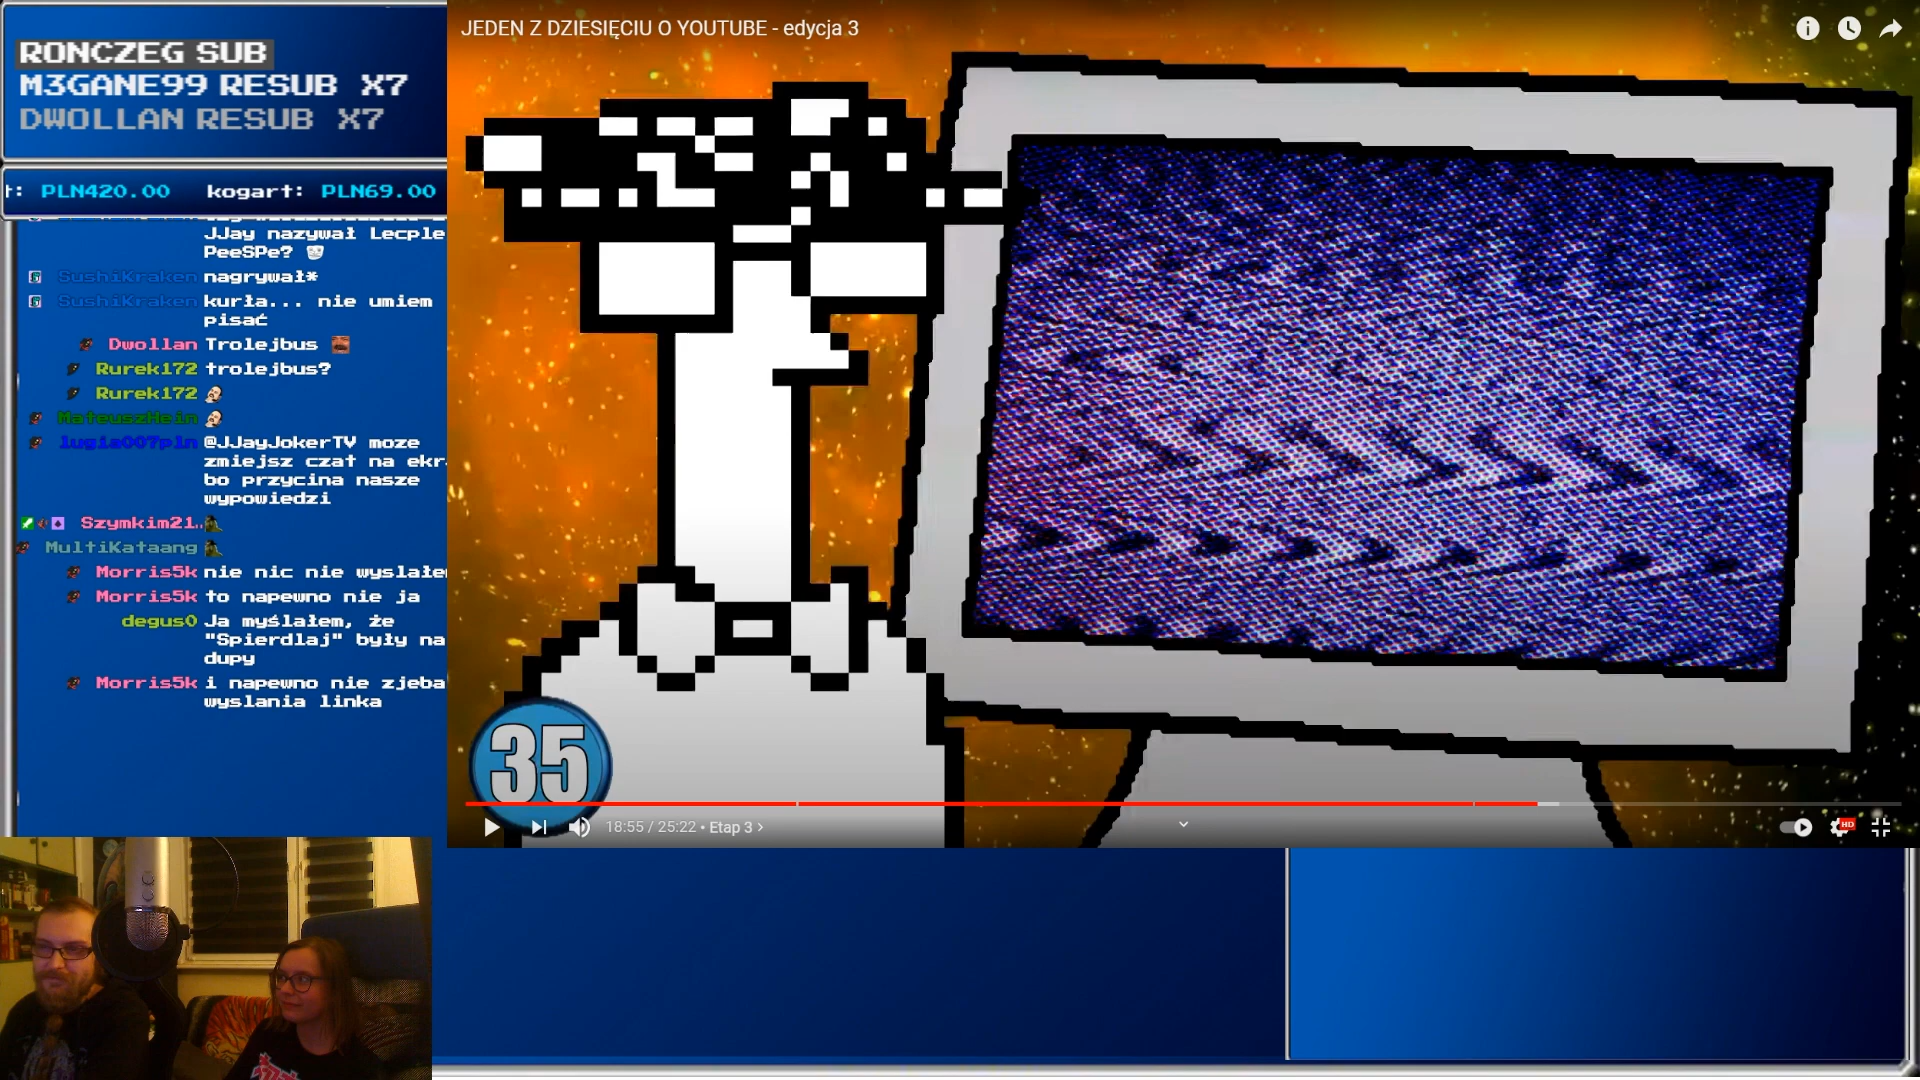 RONCZEG SUB
M3GANE99 RESUB X7
DWOLLAN RESUB X7
t: PLN420.00 kogart: PLN69.00
JJay nazywał Lecple
PeeSPe?
SushiKraken nagrywał*
SushiKraken kurła... nie umiem
pisać
Dwollan Trolejbus
Rurek172 trolejbus?
Rurek172
MateuszHein
lugia007pln @JJayJokerTV moze
zmiejsz czat na ekr
bo przycina nasze
wypowiedzi
Szymkim21..
MultiKataang
Morris5k nie nic nie wyslałe
Morris5k to napewno nie ja
degus0 Ja myślałem, że
"Spierdlaj" były na
dupy
Morris5k i napewno nie zjeba
wyslania linka
JEDEN Z DZIESIĘCIU O YOUTUBE - edycja 3
35
18:55 / 25:22 • Etap 3 ›
HD